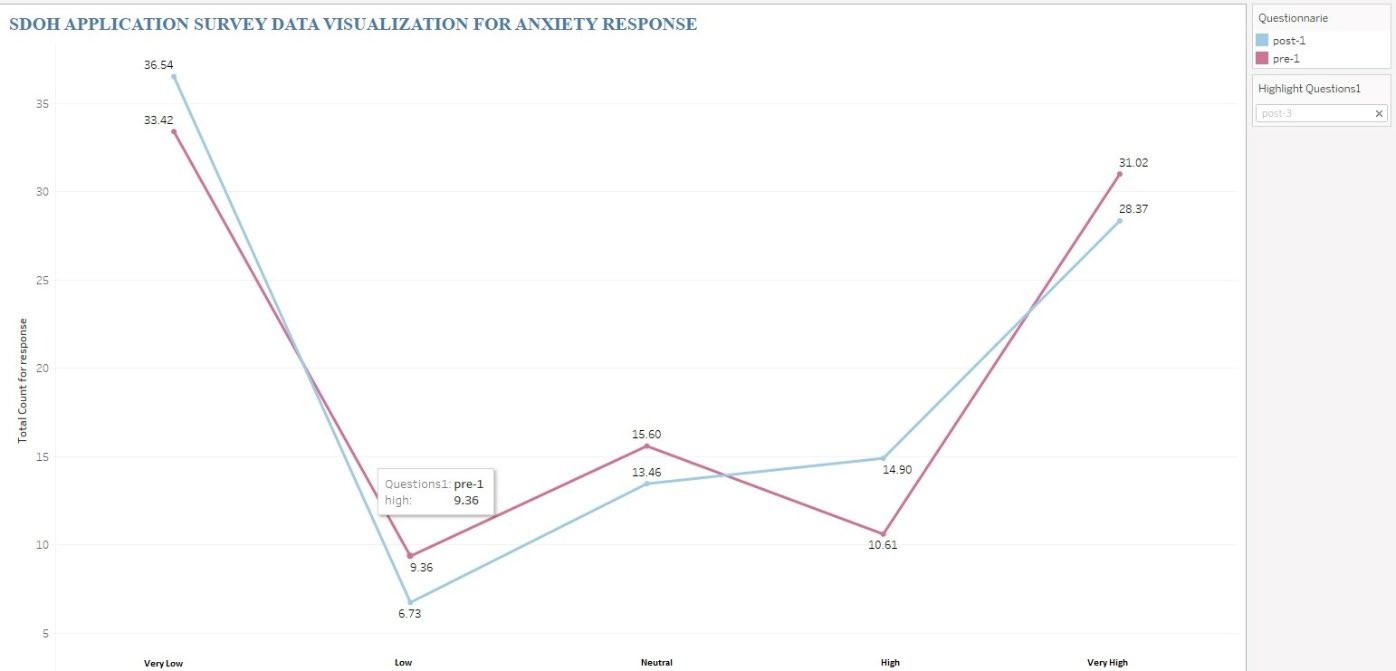 SDOH APPLICATION SURVEY DATA VISUALIZATION FOR ANXIETY RESPONSE
Questionnarie
post-1
pre-1
Highlight Questions1
post-3
Total Count for response
35
30
25
20
15
10
5
36.54
33.42
9.36
6.73
15.60
13.46
14.90
10.61
31.02
28.37
Questions1: pre-1
high: 9.36
Very Low
Low
Neutral
High
Very High